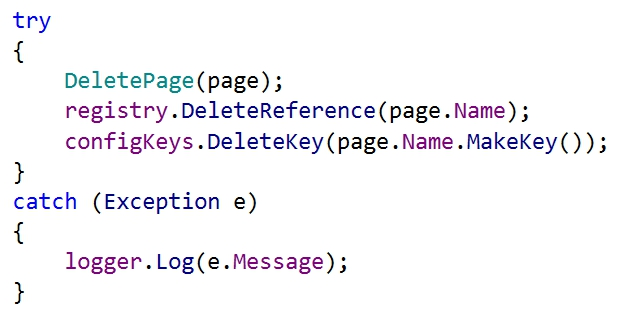 try
{
    DeletePage(page);
    registry.DeleteReference(page.Name);
    configKeys.DeleteKey(page.Name.MakeKey());
}
catch (Exception e)
{
    logger.Log(e.Message);
}